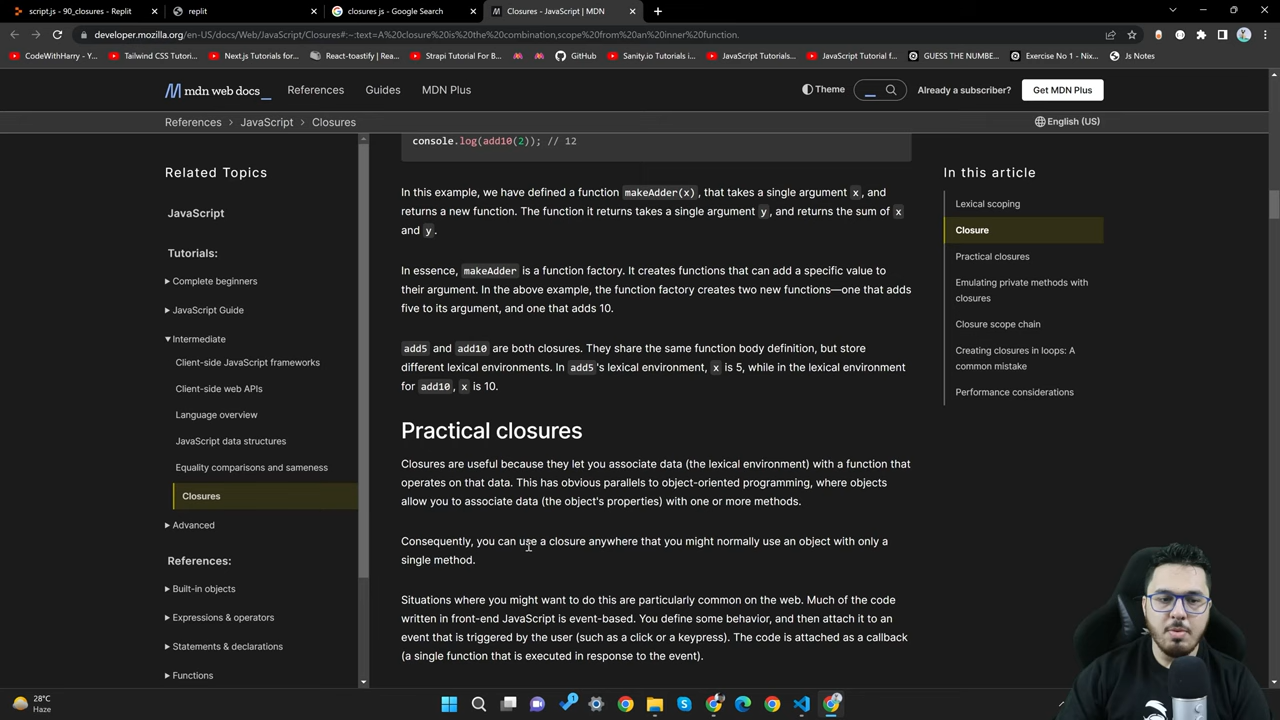 script.js - 90_closures - Replit
replit
closures js - Google Search
Closures - JavaScript | MDN
developer.mozilla.org/en-US/docs/Web/JavaScript/Closures#:~:text=A%20closure%20is%20the%20combination,scope%20from%20an%20inner%20function.
CodeWithHarry - Y...
Tailwind CSS Tutori...
Next.js Tutorials for...
React-toastify | Rea...
Strapi Tutorial For B...
GitHub
Sanity.io Tutorials i...
JavaScript Tutorials...
JavaScript Tutorial f...
GUESS THE NUMBE...
Exercise No 1 - Nix...
Js Notes
mdn web docs_
References
Guides
MDN Plus
Theme
Already a subscriber?
Get MDN Plus
References > JavaScript > Closures
English (US)
Related Topics
JavaScript
Tutorials:
Complete beginners
JavaScript Guide
Intermediate
Client-side JavaScript frameworks
Client-side web APIs
Language overview
JavaScript data structures
Equality comparisons and sameness
Closures
Advanced
References:
Built-in objects
Expressions & operators
Statements & declarations
Functions
console.log(add10(2)); // 12
In this example, we have defined a function makeAdder(x), that takes a single argument x, and
returns a new function. The function it returns takes a single argument y, and returns the sum of x
and y.
In essence, makeAdder is a function factory. It creates functions that can add a specific value to
their argument. In the above example, the function factory creates two new functions—one that adds
five to its argument, and one that adds 10.
add5 and add10 are both closures. They share the same function body definition, but store
different lexical environments. In add5's lexical environment, x is 5, while in the lexical environment
for add10, x is 10.
Practical closures
Closures are useful because they let you associate data (the lexical environment) with a function that
operates on that data. This has obvious parallels to object-oriented programming, where objects
allow you to associate data (the object's properties) with one or more methods.
Consequently, you can use a closure anywhere that you might normally use an object with only a
single method.
Situations where you might want to do this are particularly common on the web. Much of the code
written in front-end JavaScript is event-based. You define some behavior, and then attach it to an
event that is triggered by the user (such as a click or a keypress). The code is attached as a callback
(a single function that is executed in response to the event).
In this article
Lexical scoping
Closure
Practical closures
Emulating private methods with
closures
Closure scope chain
Creating closures in loops: A
common mistake
Performance considerations
28°C
Haze